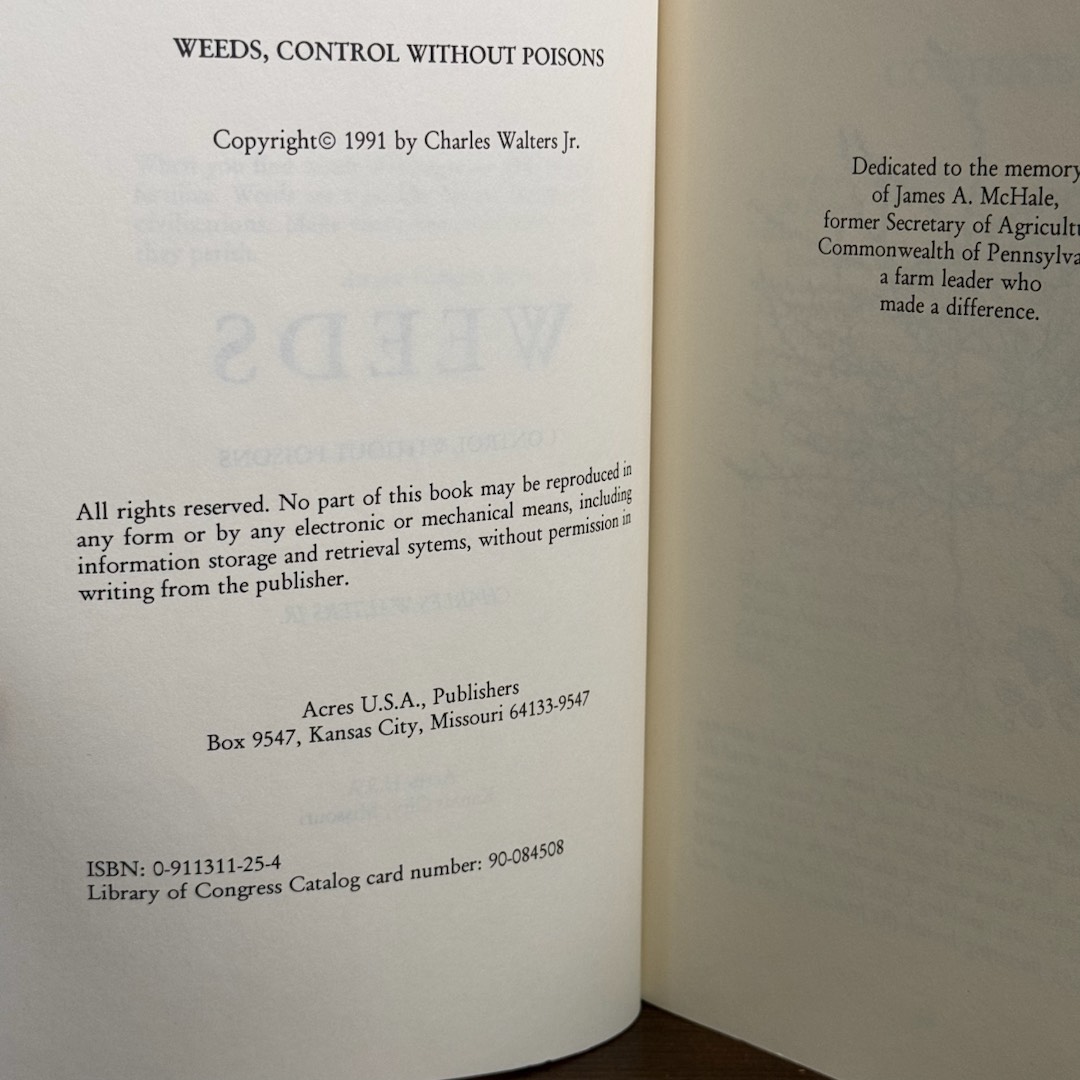 WEEDS, CONTROL WITHOUT POISONS
Copyright© 1991 by Charles Walters Jr.
All rights reserved. No part of this book may be reproduced in
any form or by any electronic or mechanical means, including
information storage and retrieval sytems, without permission in
writing from the publisher.
Acres U.S.A., Publishers
Box 9547, Kansas City, Missouri 64133-9547
ISBN: 0-911311-25-4
Library of Congress Catalog card number: 90-084508
Dedicated to the memory
of James A. McHale,
former Secretary of
Commonwealth of
a farm leader who
made a difference.